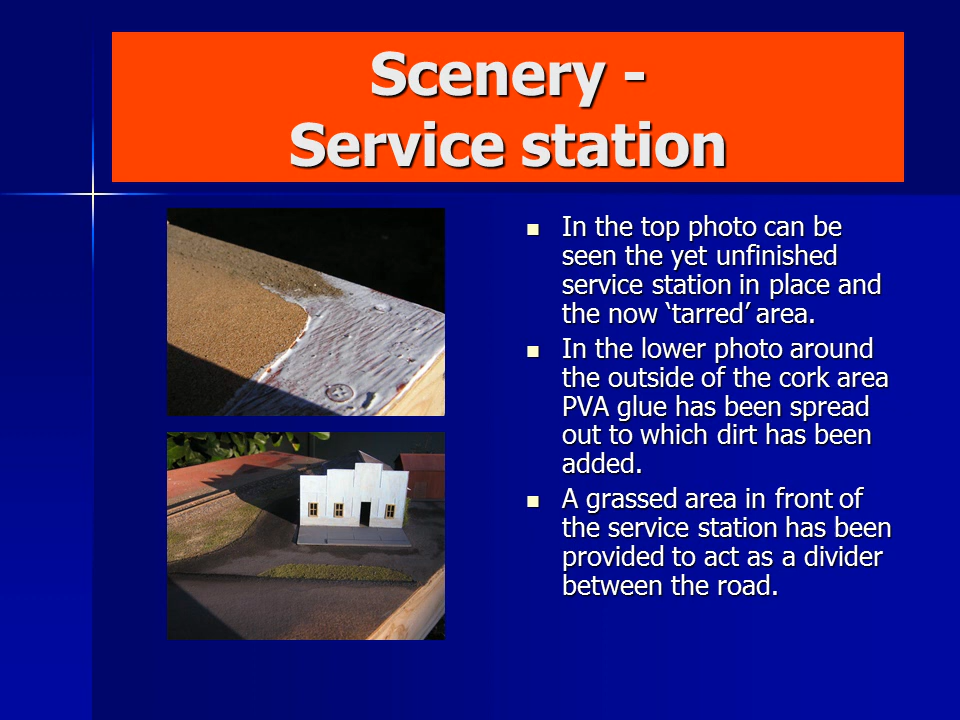 Scenery -
Service station
In the top photo can be
seen the yet unfinished
service station in place and
the now ‘tarred’ area.
In the lower photo around
the outside of the cork area
PVA glue has been spread
out to which dirt has been
added.
A grassed area in front of
the service station has been
provided to act as a divider
between the road.